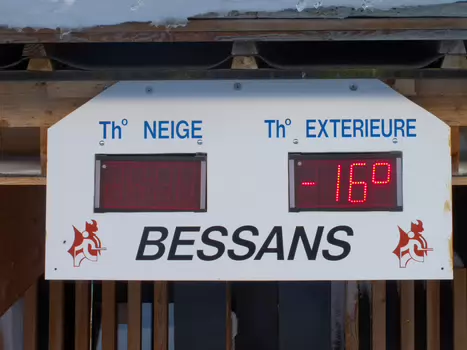 Th° NEIGE Th° EXTERIEURE
-16°
BESSANS